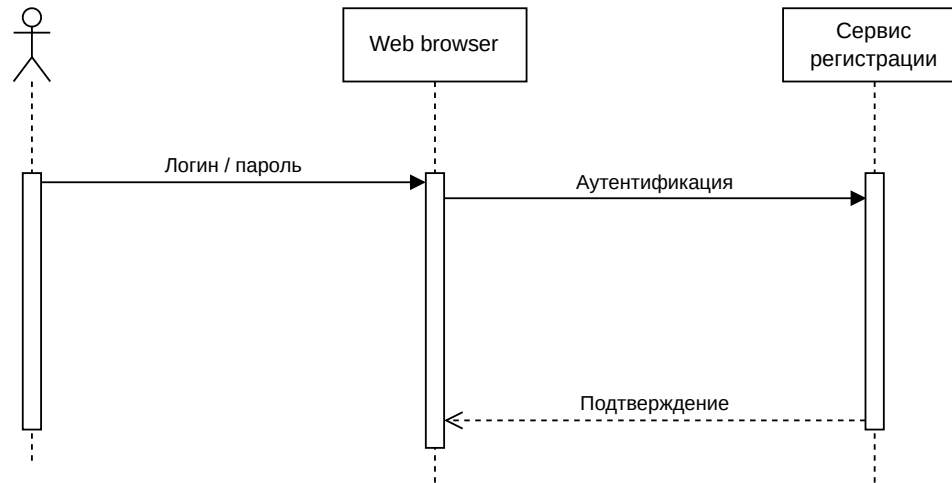 Web browser
Сервис
регистрации
Логин / пароль
Аутентификация
Подтверждение